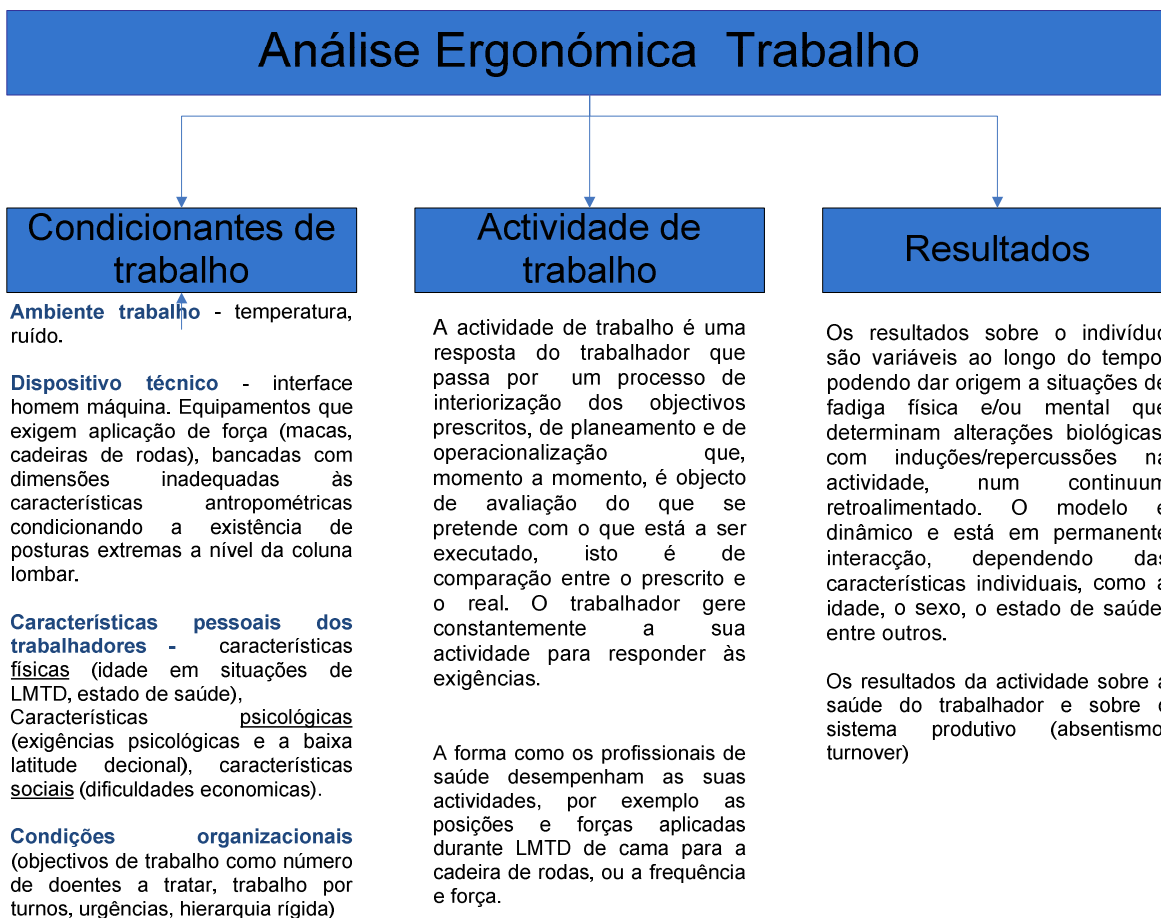 Análise Ergonómica Trabalho
Condicionantes de
trabalho
Ambiente trabalho - temperatura,
ruído.
Dispositivo técnico - interface
homem máquina. Equipamentos que
exigem aplicação de força (macas,
cadeiras de rodas), bancadas com
dimensões inadequadas às
características antropométricas
condicionando a existência de
posturas extremas a nível da coluna
lombar.
Características pessoais dos
trabalhadores - características
físicas (idade em situações de
LMTD, estado de saúde),
Características psicológicas
(exigências psicológicas e a baixa
latitude decional), características
sociais (dificuldades economicas).
Condições organizacionais
(objectivos de trabalho como número
de doentes a tratar, trabalho por
turnos, urgências, hierarquia rígida)
Actividade de
trabalho
A actividade de trabalho é uma
resposta do trabalhador que
passa por um processo de
interiorização dos objectivos
prescritos, de planeamento e de
operacionalização que,
momento a momento, é objecto
de avaliação do que se
pretende com o que está a ser
executado, isto é de
comparação entre o prescrito e
o real. O trabalhador gere
constantemente a sua
actividade para responder às
exigências.
A forma como os profissionais de
saúde desempenham as suas
actividades, por exemplo as
posições e forças aplicadas
durante LMTD de cama para a
cadeira de rodas, ou a frequência
e força.
Resultados
Os resultados sobre o indivíduo
são variáveis ao longo do tempo,
podendo dar origem a situações de
fadiga física e/ou mental que
determinam alterações biológicas,
com induções/repercussões na
actividade, num continuum
retroalimentado. O modelo é
dinâmico e está em permanente
interacção, dependendo das
características individuais, como a
idade, o sexo, o estado de saúde,
entre outros.
Os resultados da actividade sobre a
saúde do trabalhador e sobre o
sistema produtivo (absentismo,
turnover)